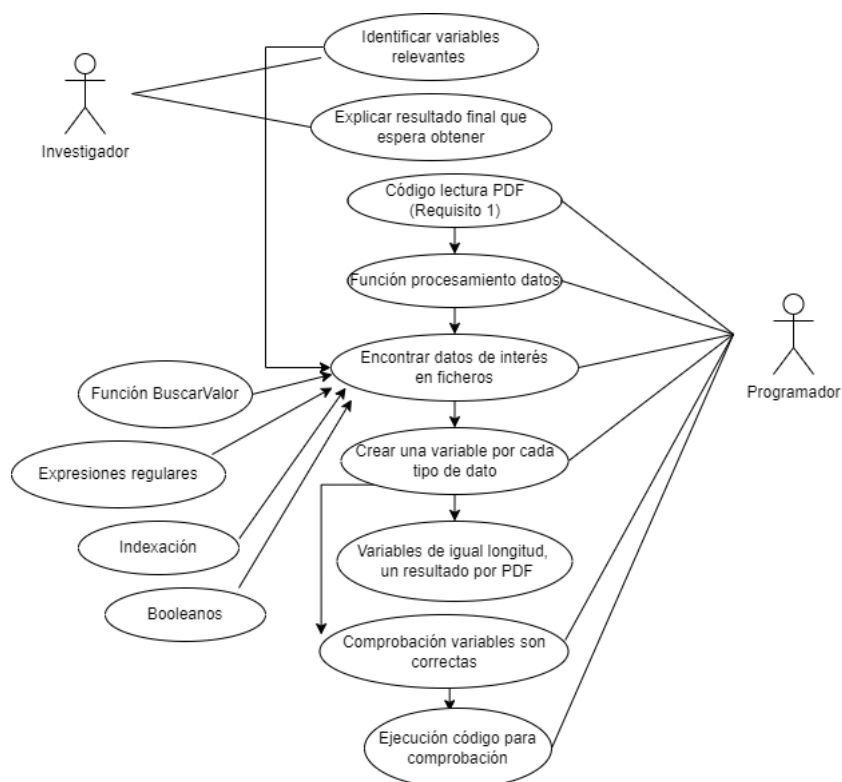 Identificar variables
relevantes
Investigador
Explicar resultado final que
espera obtener
Código lectura PDF
(Requisito 1)
Función procesamiento datos
Programador
Encontrar datos de interés
en ficheros
Función BuscarValor
Expresiones regulares
Crear una variable por cada
tipo de dato
Indexación
Variables de igual longitud,
un resultado por PDF
Booleanos
Comprobación variables son
correctas
Ejecución código para
comprobación